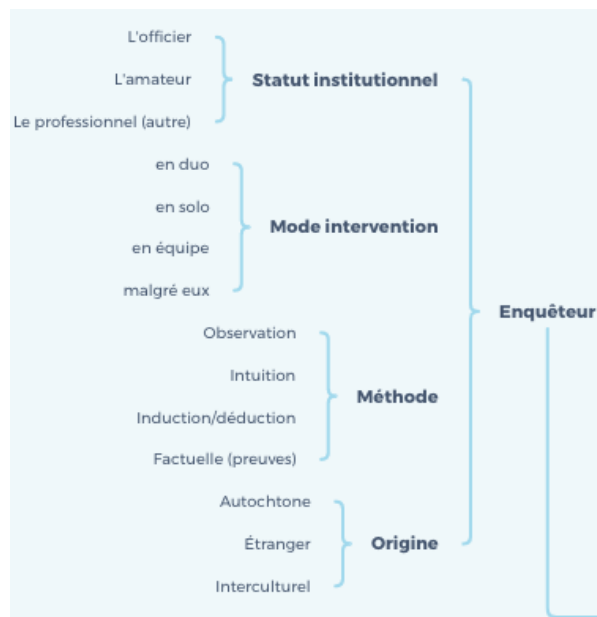 L'officier
L'amateur
Le professionnel (autre)
Statut institutionnel
en duo
en solo
en équipe
malgré eux
Mode intervention
Observation
Intuition
Induction/déduction
Factuelle (preuves)
Méthode
Autochtone
Étranger
Interculturel
Origine
Enquêteur